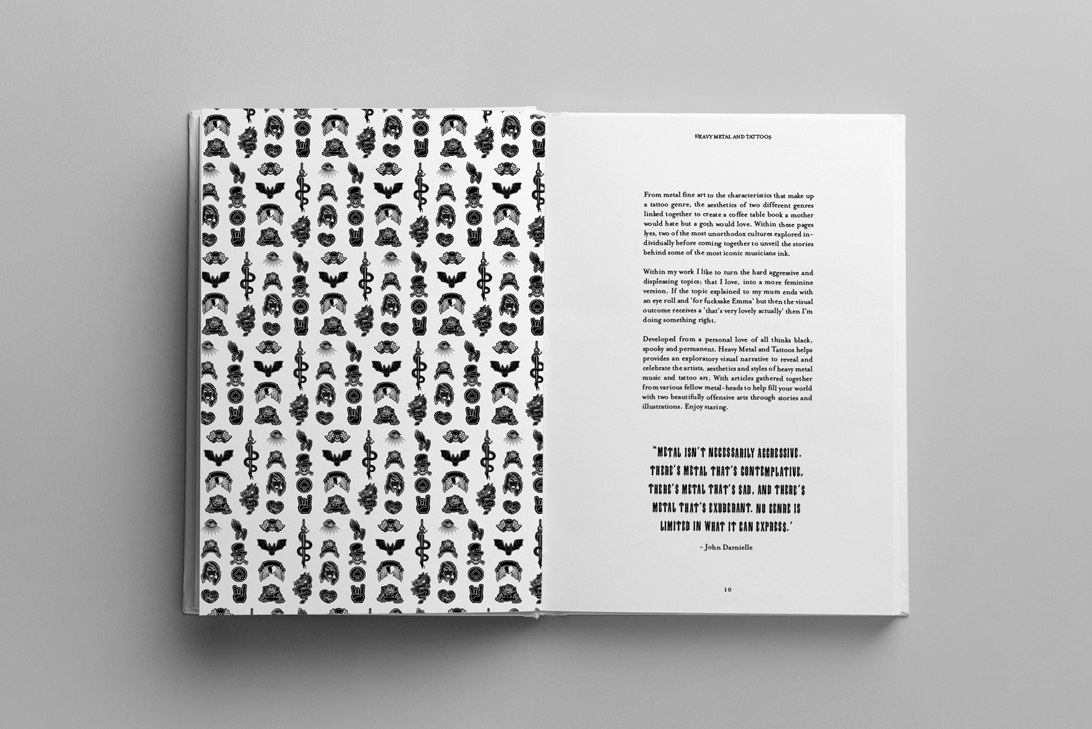 HEAVY METAL AND TATTOOS
From metal fine art to the characteristics that make up
a tattoo genre, the aesthetics of two different genres
linked together to create a coffee table book a mother
would hate but a goth would love. Within these pages
lyes, two of the most unorthodox cultures explored in-
dividually before coming together to unveil the stories
behind some of the most iconic musicians ink.
Within my work I like to turn the hard aggressive and
displeasing topics; that I love, into a more feminine
version. If the topic explained to my mum ends with
an eye roll and 'for fucksake Emma' but then the visual
outcome receives a 'that's very lovely actually' then I'm
doing something right.
Developed from a personal love of all thinks black,
spooky and permanent. Heavy Metal and Tattoos helps
provides an exploratory visual narrative to reveal and
celebrate the artists, aesthetics and styles of heavy metal
music and tattoo art. With articles gathered together
from various fellow metal-heads to help fill your world
with two beautifully offensive arts through stories and
illustrations. Enjoy staring.
"METAL ISN'T NECESSARILY AGGRESSIVE.
THERE'S METAL THAT'S CONTEMPLATIVE,
THERE'S METAL THAT'S SAD, AND THERE'S
METAL THAT'S EXUBERANT. NO GENRE IS
LIMITED IN WHAT IT CAN EXPRESS.'
- John Darnielle
10